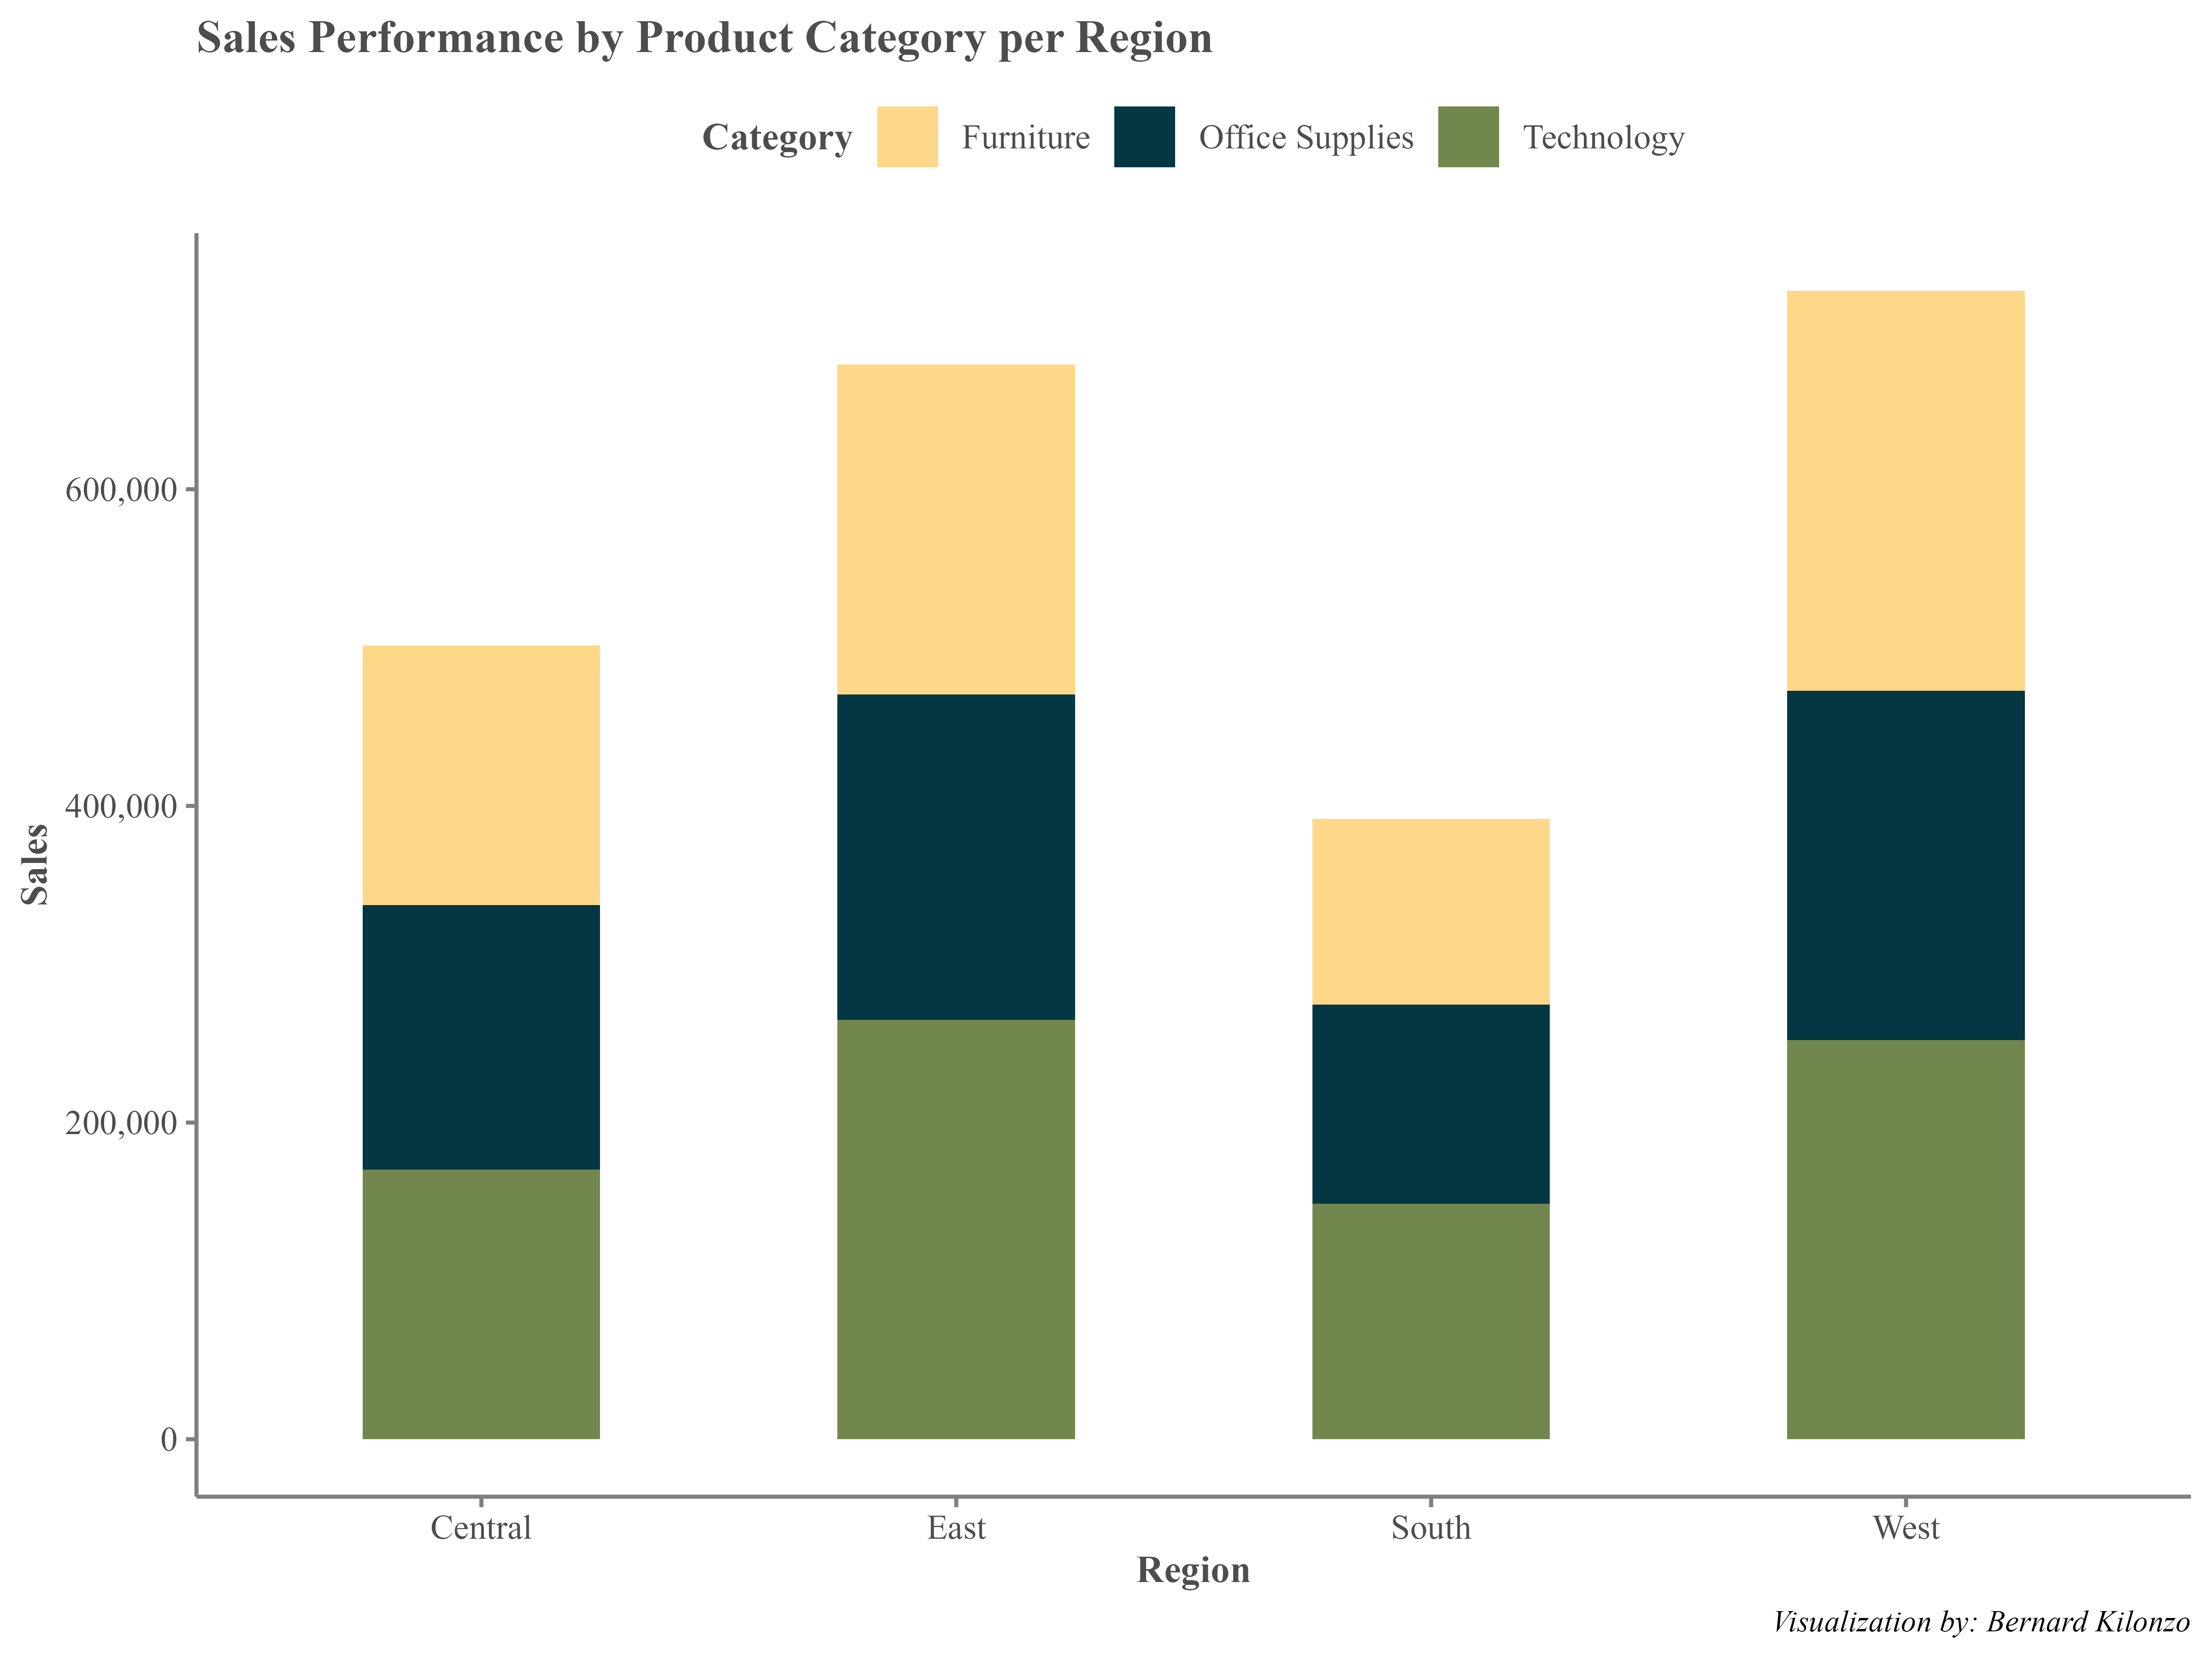 Sales Performance by Product Category per Region
Category Furniture Office Supplies Technology
600,000
400,000
200,000
0
Sales
Central East South West
Region
Visualization by: Bernard Kilonzo